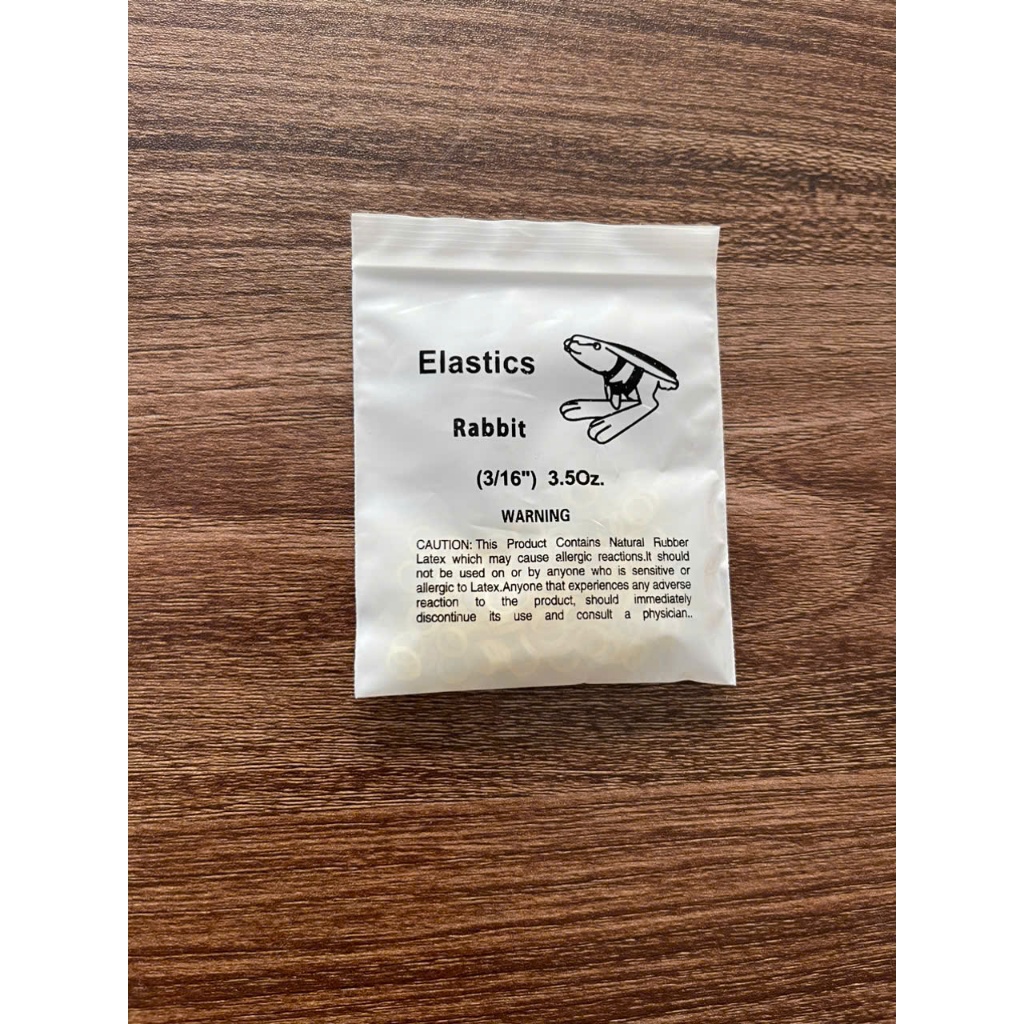 Elastics
Rabbit
(3/16") 3.5Oz.
WARNING
CAUTION: This Product Contains Natural Rubber
Latex which may cause allergic reactions.It should
not be used on or by anyone who is sensitive or
allergic to Latex.Anyone that experiences any adverse
reaction to the product, should immediately
discontinue its use and consult a physician..